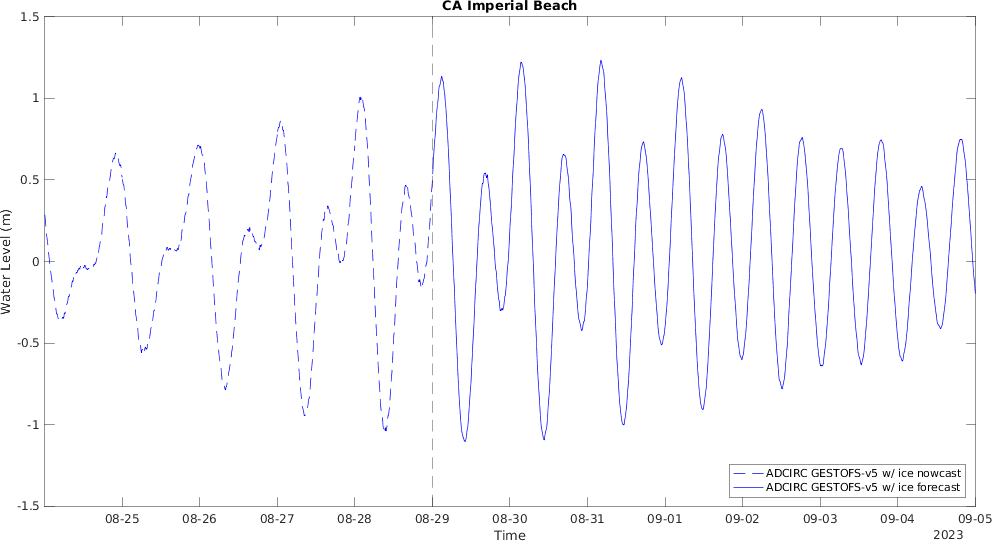 CA Imperial Beach
1.5
1
0.5
0
-0.5
-1
-1.5
Water Level (m)
08-25 08-26 08-27 08-28 08-29 08-30 08-31 09-01 09-02 09-03 09-04 09-05
Time
2023
ADCIRC GESTOFS-v5 w/ ice nowcast
ADCIRC GESTOFS-v5 w/ ice forecast